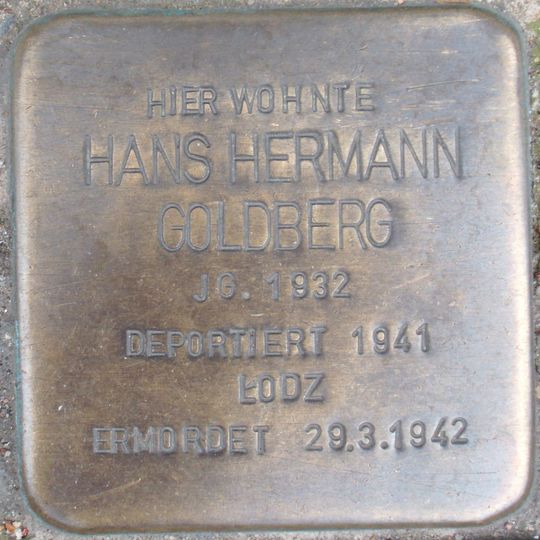 HIER WOHNTE
HANS HERMANN
GOLDBERG
JG. 1932
DEPORTIERT 1941
ŁODZ
ERMORDET 29.3.1942